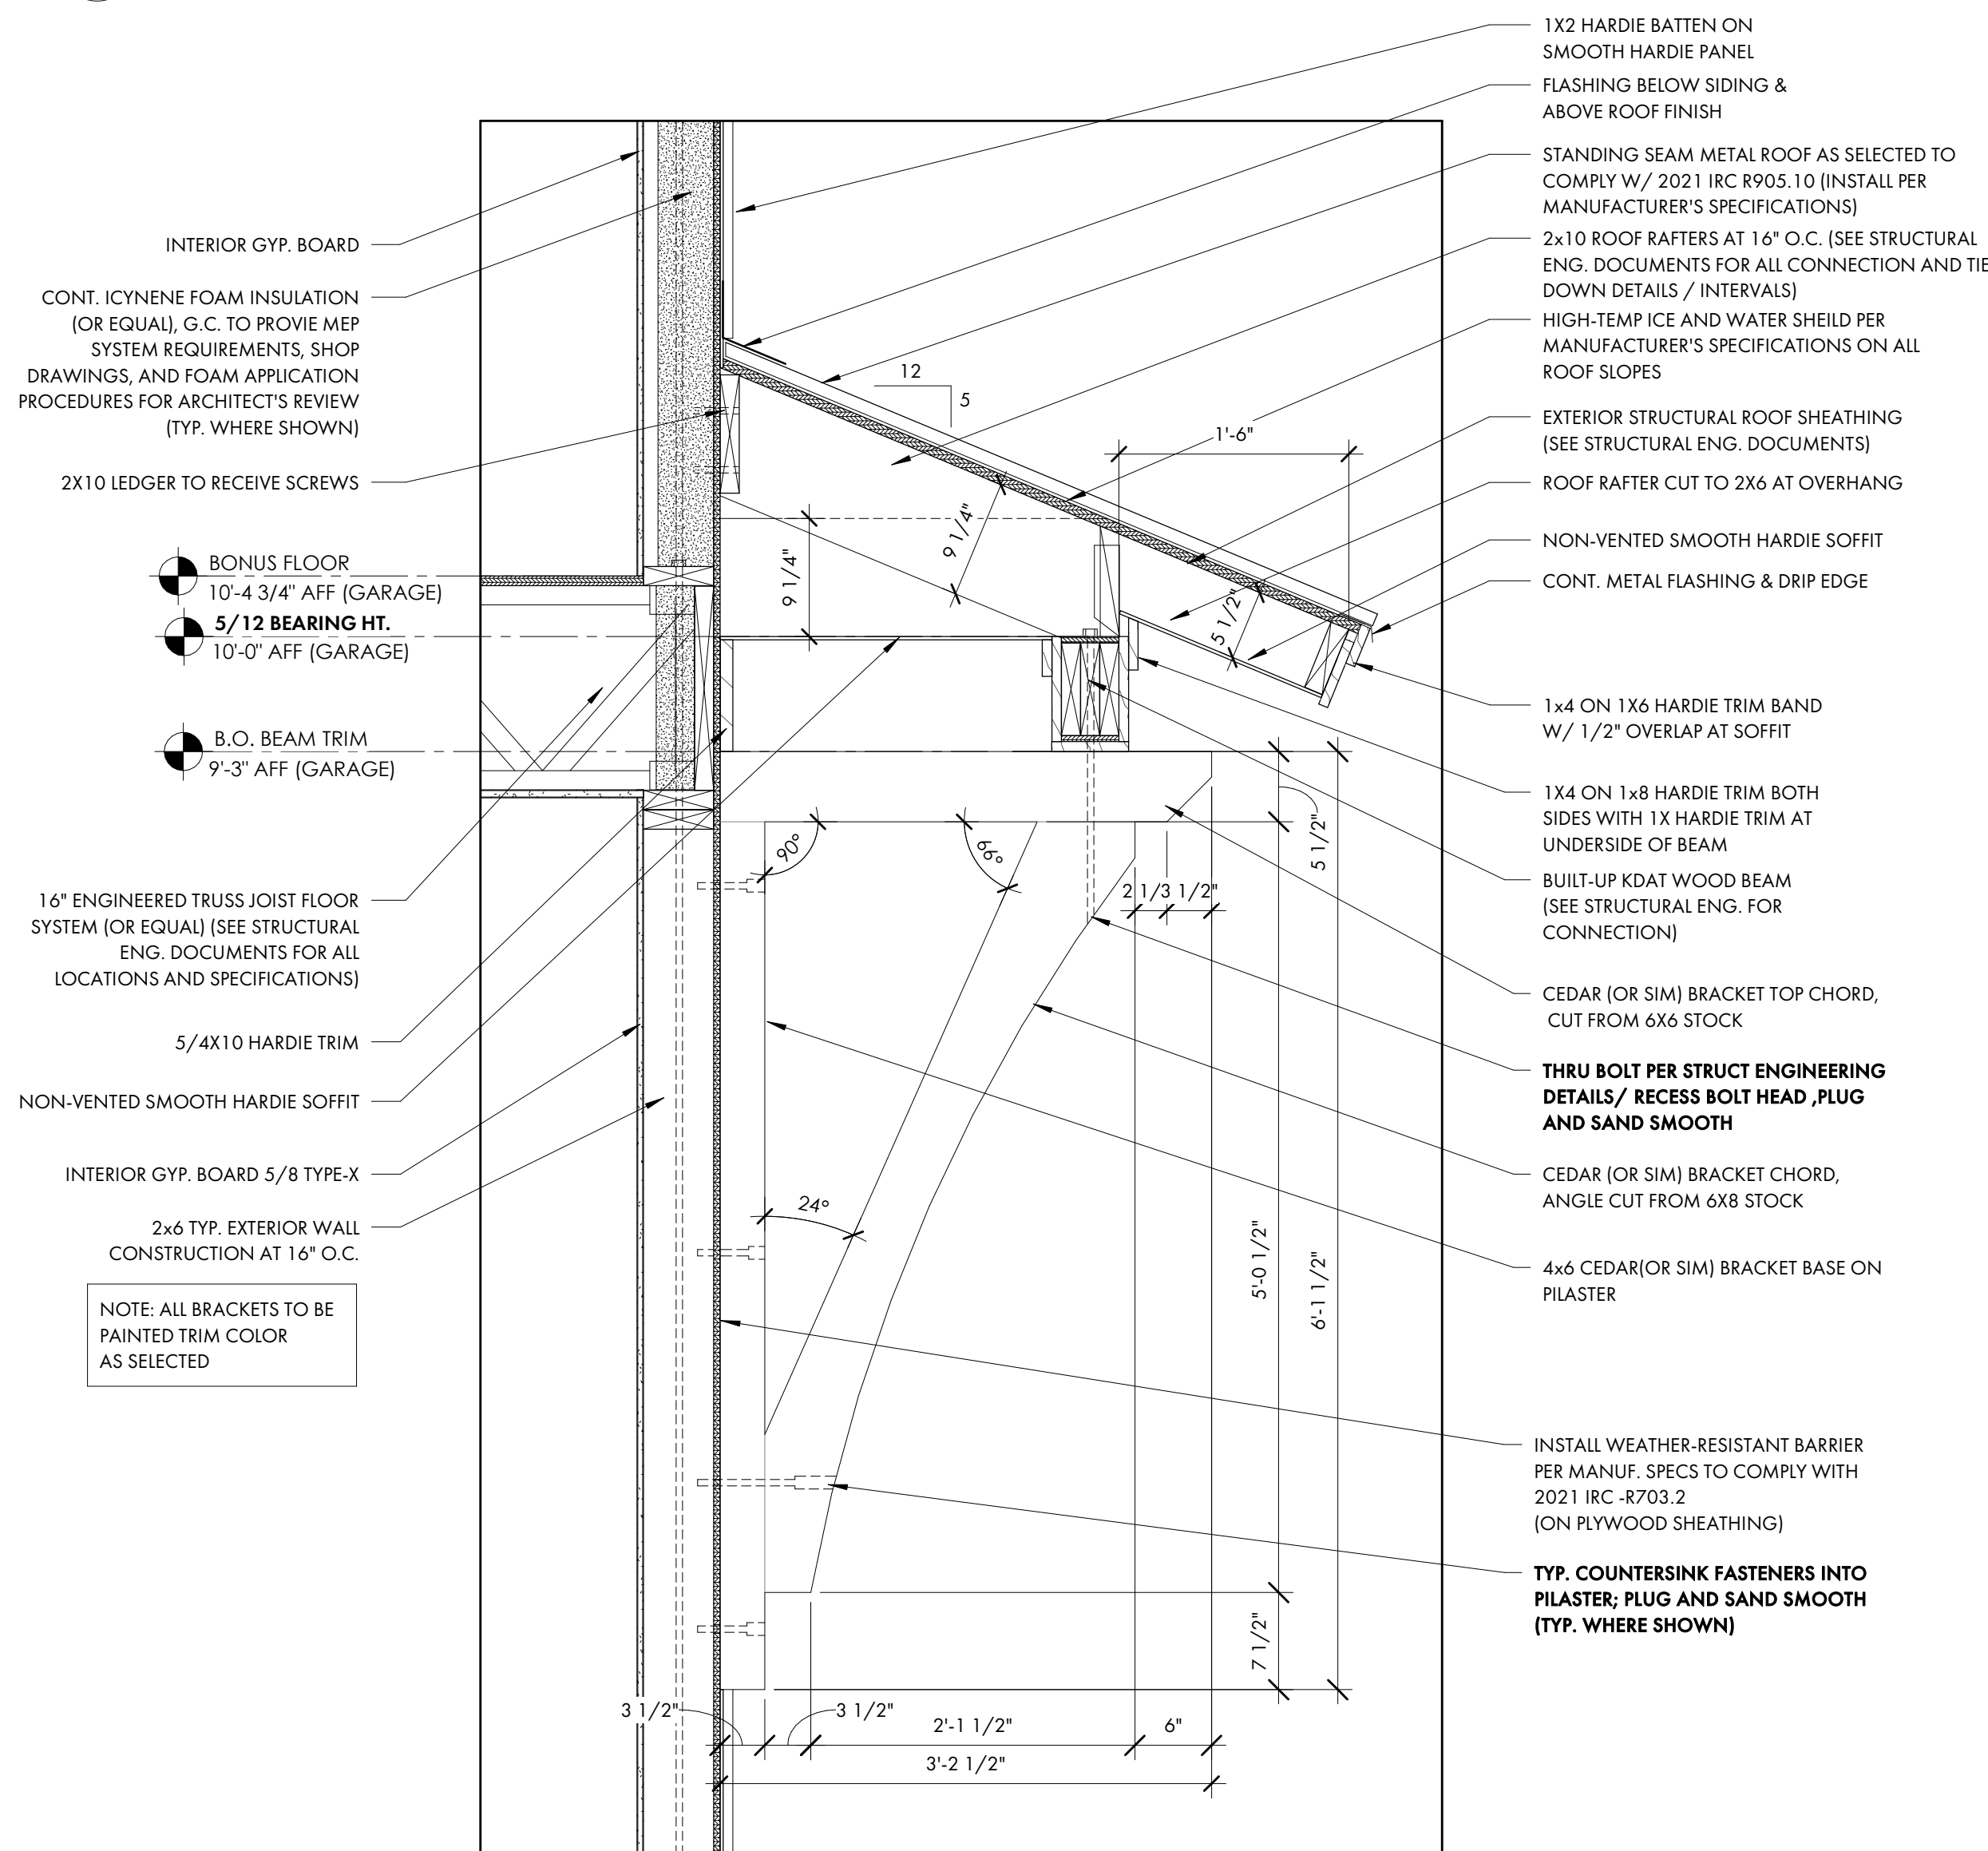 1X2 HARDIE BATTEN ON
SMOOTH HARDIE PANEL
FLASHING BELOW SIDING &
ABOVE ROOF FINISH
STANDING SEAM METAL ROOF AS SELECTED TO
COMPLY W/ 2021 IRC R905.10 (INSTALL PER
MANUFACTURER'S SPECIFICATIONS)
2x10 ROOF RAFTERS AT 16" O.C. (SEE STRUCTURAL
ENG. DOCUMENTS FOR ALL CONNECTION AND TIE
DOWN DETAILS / INTERVALS)
HIGH-TEMP ICE AND WATER SHEILD PER
MANUFACTURER'S SPECIFICATIONS ON ALL
ROOF SLOPES
EXTERIOR STRUCTURAL ROOF SHEATHING
(SEE STRUCTURAL ENG. DOCUMENTS)
ROOF RAFTER CUT TO 2X6 AT OVERHANG
NON-VENTED SMOOTH HARDIE SOFFIT
CONT. METAL FLASHING & DRIP EDGE
1x4 ON 1X6 HARDIE TRIM BAND
W/ 1/2" OVERLAP AT SOFFIT
1X4 ON 1x8 HARDIE TRIM BOTH
SIDES WITH 1X HARDIE TRIM AT
UNDERSIDE OF BEAM
BUILT-UP KDAT WOOD BEAM
(SEE STRUCTURAL ENG. FOR
CONNECTION)
CEDAR (OR SIM) BRACKET TOP CHORD,
CUT FROM 6X6 STOCK
THRU BOLT PER STRUCT ENGINEERING
DETAILS/ RECESS BOLT HEAD ,PLUG
AND SAND SMOOTH
CEDAR (OR SIM) BRACKET CHORD,
ANGLE CUT FROM 6X8 STOCK
4x6 CEDAR(OR SIM) BRACKET BASE ON
PILASTER
INSTALL WEATHER-RESISTANT BARRIER
PER MANUF. SPECS TO COMPLY WITH
2021 IRC -R703.2
(ON PLYWOOD SHEATHING)
TYP. COUNTERSINK FASTENERS INTO
PILASTER; PLUG AND SAND SMOOTH
(TYP. WHERE SHOWN)
INTERIOR GYP. BOARD
CONT. ICYNENE FOAM INSULATION
(OR EQUAL), G.C. TO PROVIE MEP
SYSTEM REQUIREMENTS, SHOP
DRAWINGS, AND FOAM APPLICATION
PROCEDURES FOR ARCHITECT'S REVIEW
(TYP. WHERE SHOWN)
2X10 LEDGER TO RECEIVE SCREWS
BONUS FLOOR
10'-4 3/4" AFF (GARAGE)
5/12 BEARING HT.
10'-0" AFF (GARAGE)
B.O. BEAM TRIM
9'-3" AFF (GARAGE)
16" ENGINEERED TRUSS JOIST FLOOR
SYSTEM (OR EQUAL) (SEE STRUCTURAL
ENG. DOCUMENTS FOR ALL
LOCATIONS AND SPECIFICATIONS)
5/4X10 HARDIE TRIM
NON-VENTED SMOOTH HARDIE SOFFIT
INTERIOR GYP. BOARD 5/8 TYPE-X
2x6 TYP. EXTERIOR WALL
CONSTRUCTION AT 16" O.C.
NOTE: ALL BRACKETS TO BE
PAINTED TRIM COLOR
AS SELECTED
12
5
1'-6"
9 1/4"
9 1/4"
5 1/2"
90°
66°
5 1/2"
2 1/3 1/2"
24°
5'-0 1/2"
6'-1 1/2"
7 1/2"
3 1/2"
3 1/2"
2'-1 1/2"
6"
3'-2 1/2"